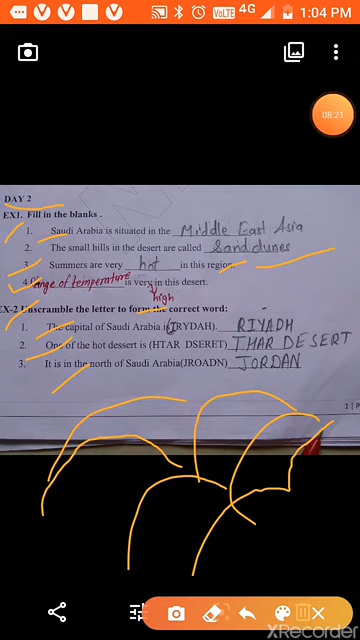 VoLTE 4G 1:04 PM
08:21
DAY 2
EX1. Fill in the blanks .
1. Saudi Arabia is situated in the Middle East Asia
2. The small hills in the desert are called Sanddunes
3. Summers are very hot in this region.
4. range of temperature is very in this desert.
high
EX-2 Unscramble the letter to form the correct word:
1. The capital of Saudi Arabia is (IRYDAH). RIYADH
2. One of the hot dessert is (HTAR DSERET) THAR DESERT
3. It is in the north of Saudi Arabia(JROADN) JORDAN
1 | P
XRecorder